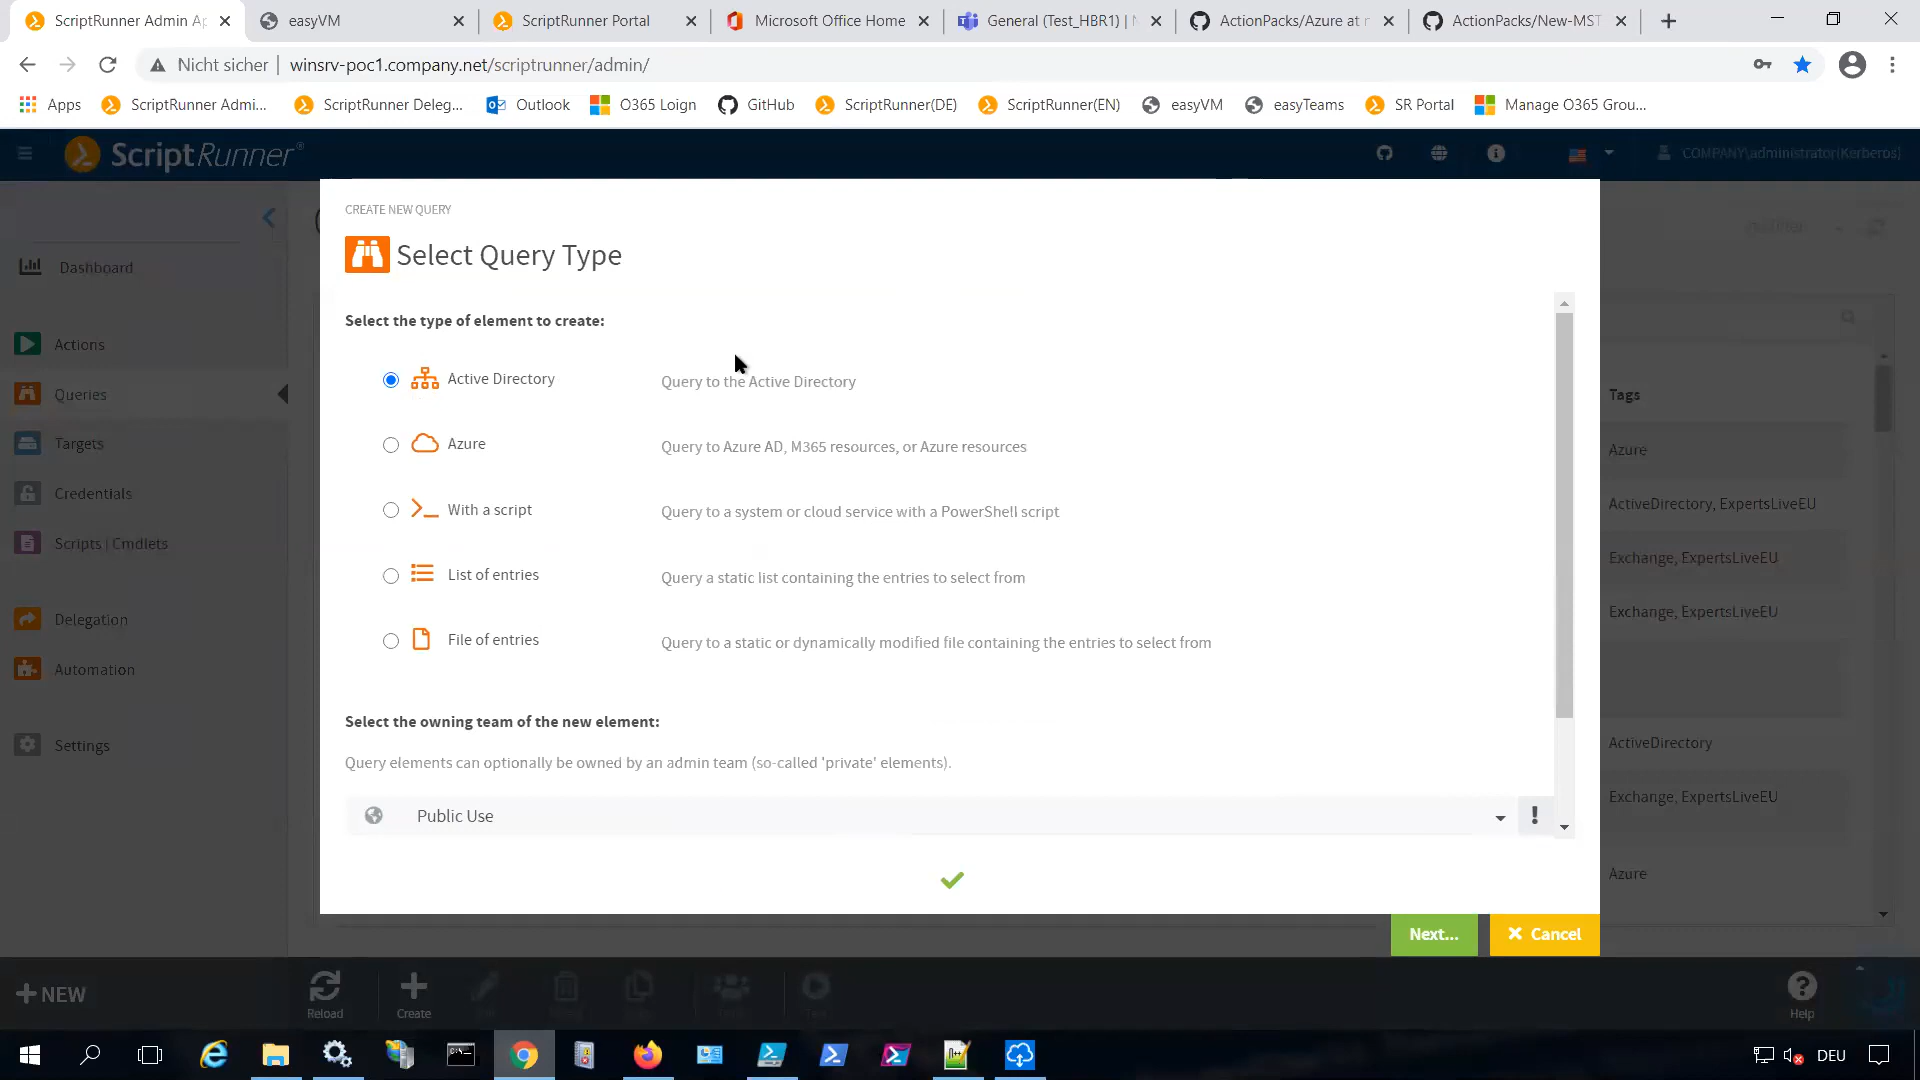 ScriptRunner Admin Ap
easyVM
ScriptRunner Portal
Microsoft Office Home
General (Test_HBR1) |
ActionPacks/Azure at
ActionPacks/New-MST
Nicht sicher | winsrv-poc1.company.net/scriptrunner/admin/
Apps
ScriptRunner Admi...
ScriptRunner Deleg...
Outlook
O365 Loign
GitHub
ScriptRunner(DE)
ScriptRunner(EN)
easyVM
easyTeams
SR Portal
Manage O365 Grou...
ScriptRunner®
COMPANY\administrator(Kerberos)
Dashboard
Actions
Queries
Targets
Credentials
Scripts | Cmdlets
Delegation
Automation
Settings
CREATE NEW QUERY
Select Query Type
Select the type of element to create:
Active Directory
Query to the Active Directory
Azure
Query to Azure AD, M365 resources, or Azure resources
With a script
Query to a system or cloud service with a PowerShell script
List of entries
Query a static list containing the entries to select from
File of entries
Query to a static or dynamically modified file containing the entries to select from
Select the owning team of the new element:
Query elements can optionally be owned by an admin team (so-called 'private' elements).
Public Use
Next...
Cancel
Tags
Azure
ActiveDirectory, ExpertsLiveEU
Exchange, ExpertsLiveEU
Exchange, ExpertsLiveEU
ActiveDirectory
Exchange, ExpertsLiveEU
Azure
NEW
Reload
Create
Help
DEU